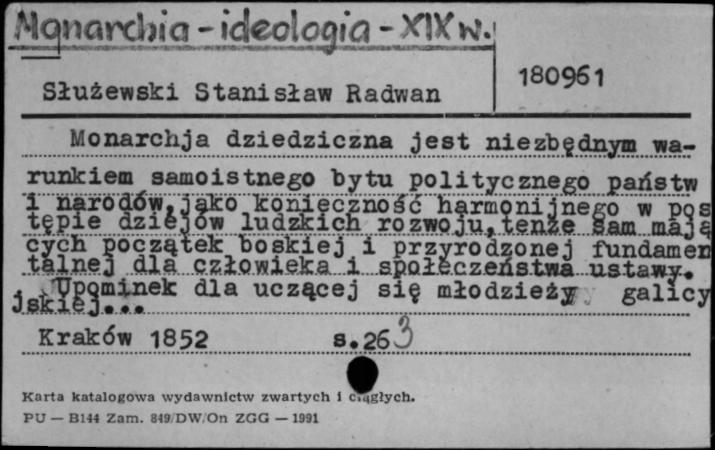 Monarchia - ideologia - XIX w.
180961
Służewski Stanisław Radwan
Monarchja dziedziczna jest niezbędnym wa-
runkiem samoistnego bytu politycznego państw
i narodów, jako konieczność harmonijnego w pos
tępie dziejów ludzkich rozwoju, tenże sam mają
cych początek boskiej i przyrodzonej fundamen
talnej dla człowieka i społeczeństwa ustawy.
Upominek dla uczącej się młodzieży galicy
jskiej...
Kraków 1852 s.263
Karta katalogowa wydawnictw zwartych i ciągłych.
PU — B144 Zam. 849/DW/On ZGG — 1991